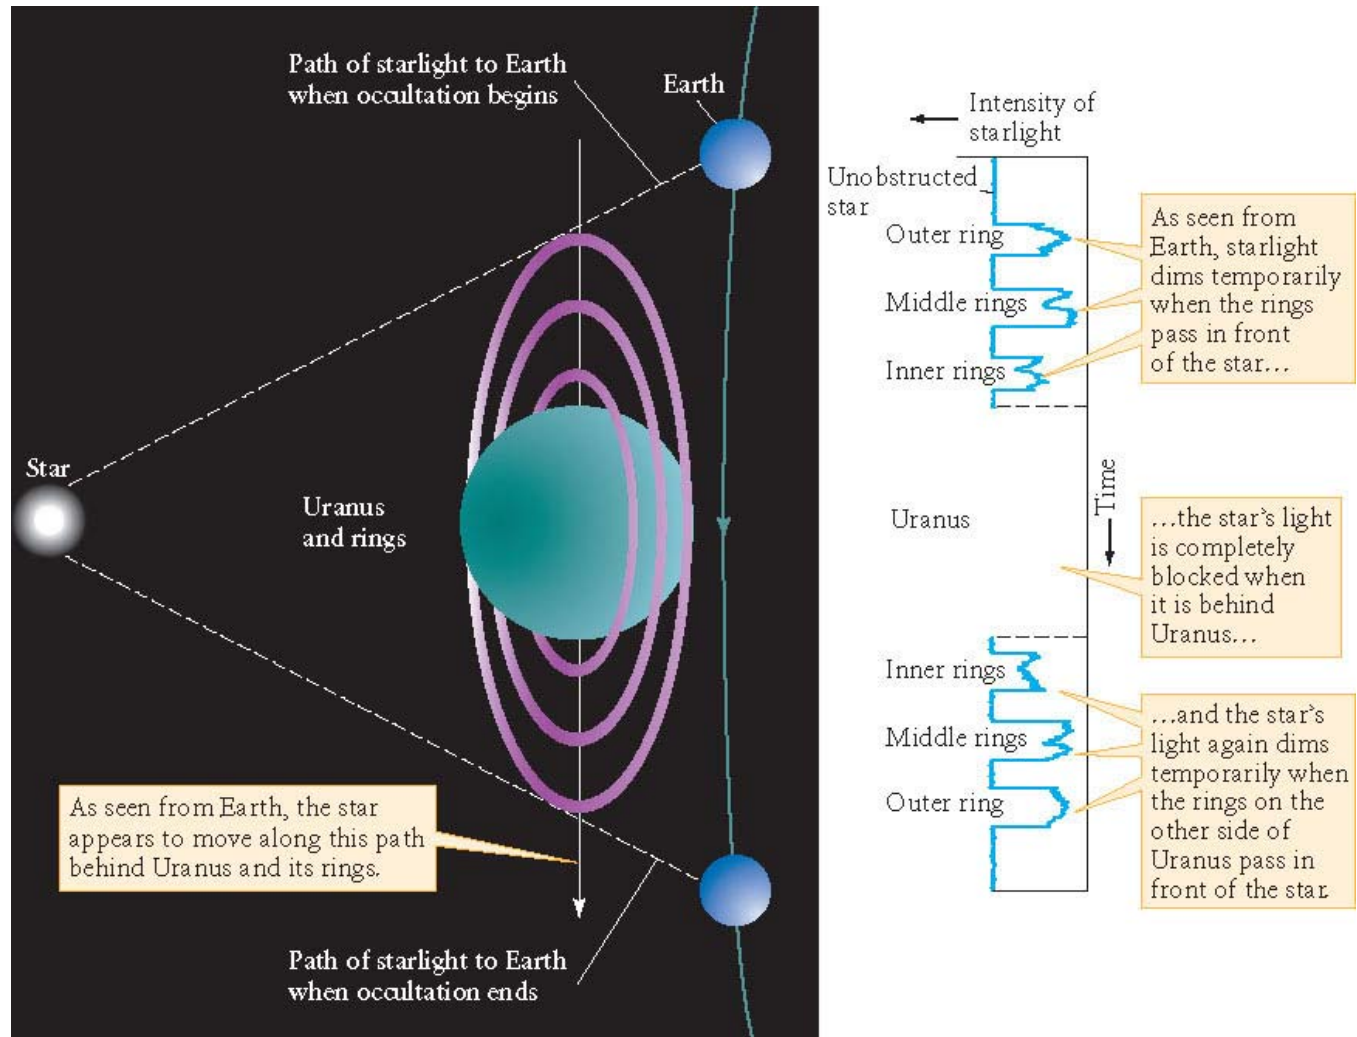 Path of starlight to Earth
when occultation begins
Earth
Star
Uranus
and rings
As seen from Earth, the star
appears to move along this path
behind Uranus and its rings.
Path of starlight to Earth
when occultation ends
Intensity of
starlight
Unobstructed
star
Outer ring
Middle rings
Inner rings
As seen from
Earth, starlight
dims temporarily
when the rings
pass in front
of the star...
Time
Uranus
...the star's light
is completely
blocked when
it is behind
Uranus...
Inner rings
Middle rings
Outer ring
...and the star's
light again dims
temporarily when
the rings on the
other side of
Uranus pass in
front of the star.